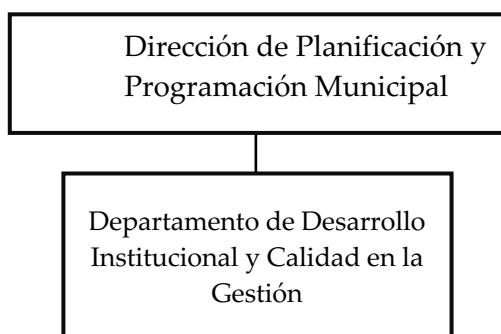 Dirección de Planificación y
Programación Municipal
Departamento de Desarrollo
Institucional y Calidad en la
Gestión